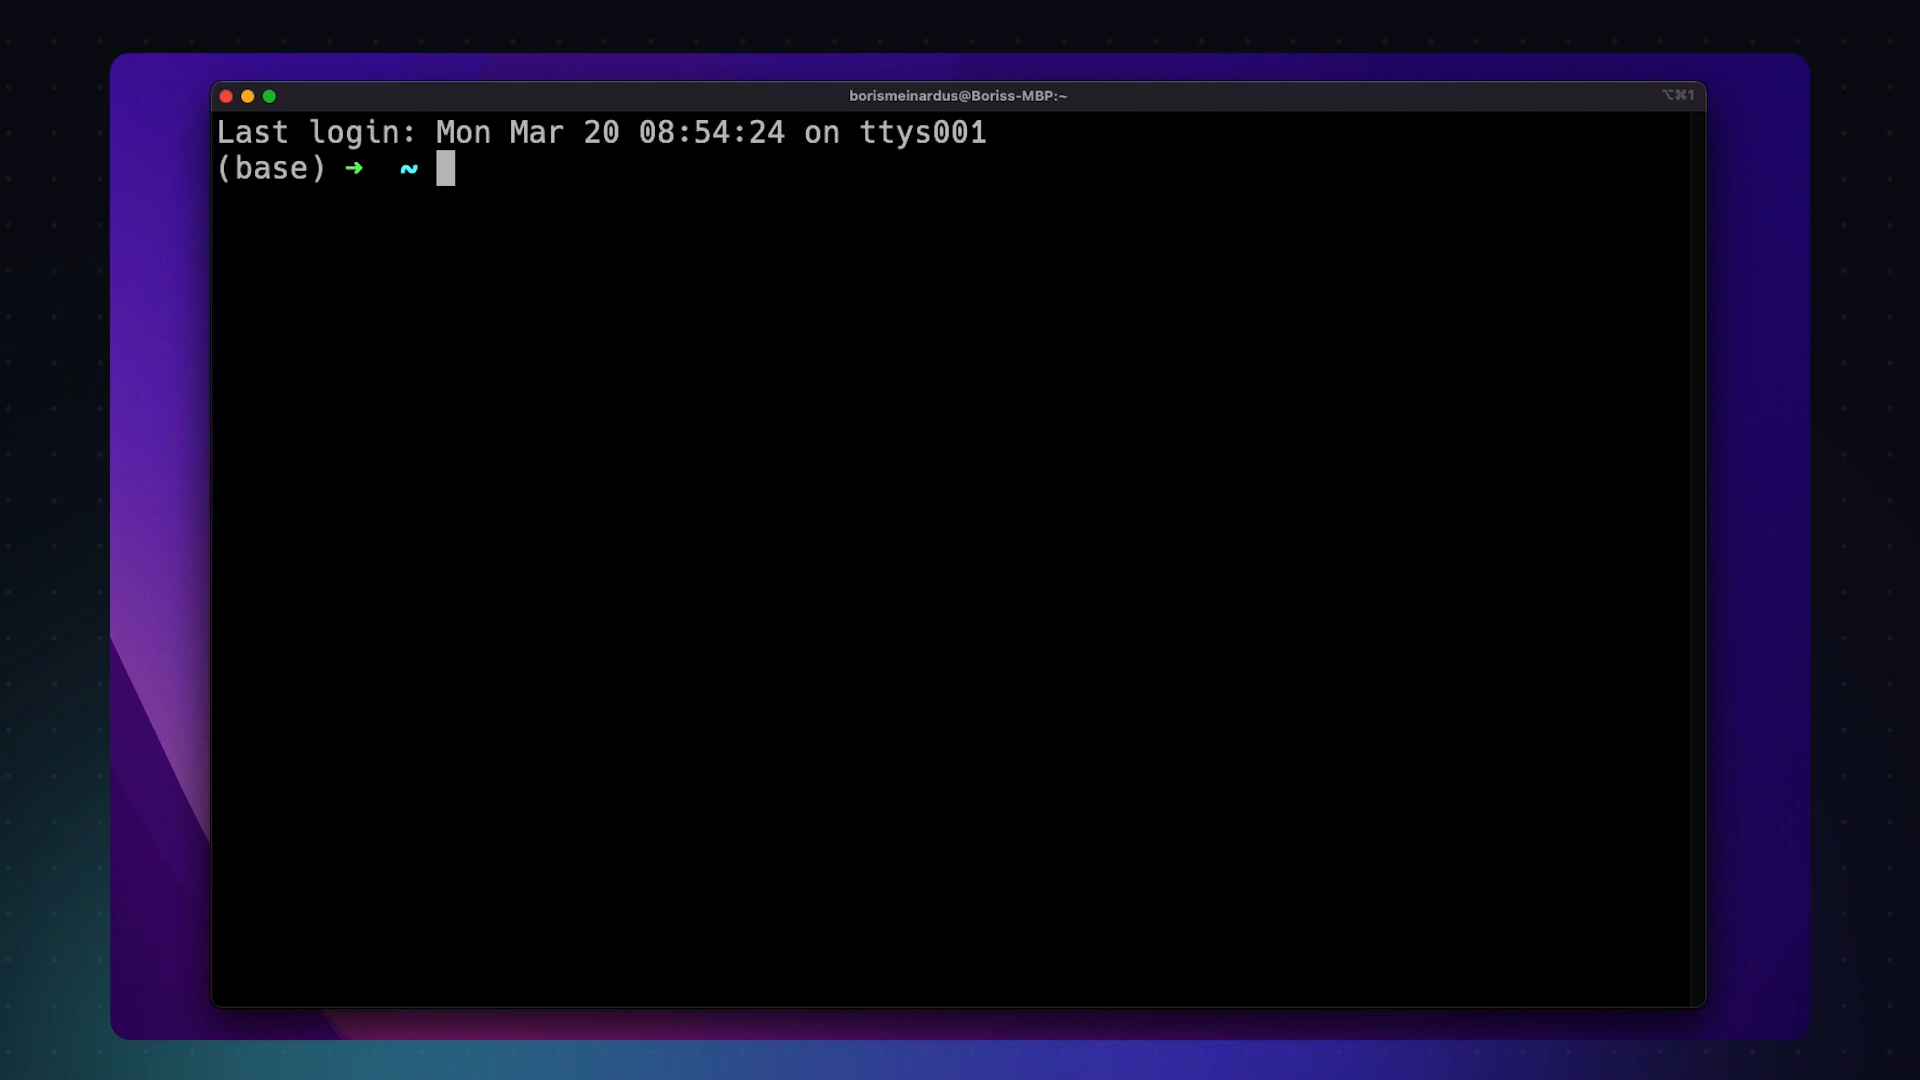 borismeinardus@Boriss-MBP:~
⌥⌘1
Last login: Mon Mar 20 08:54:24 on ttys001
(base) ➜  ~